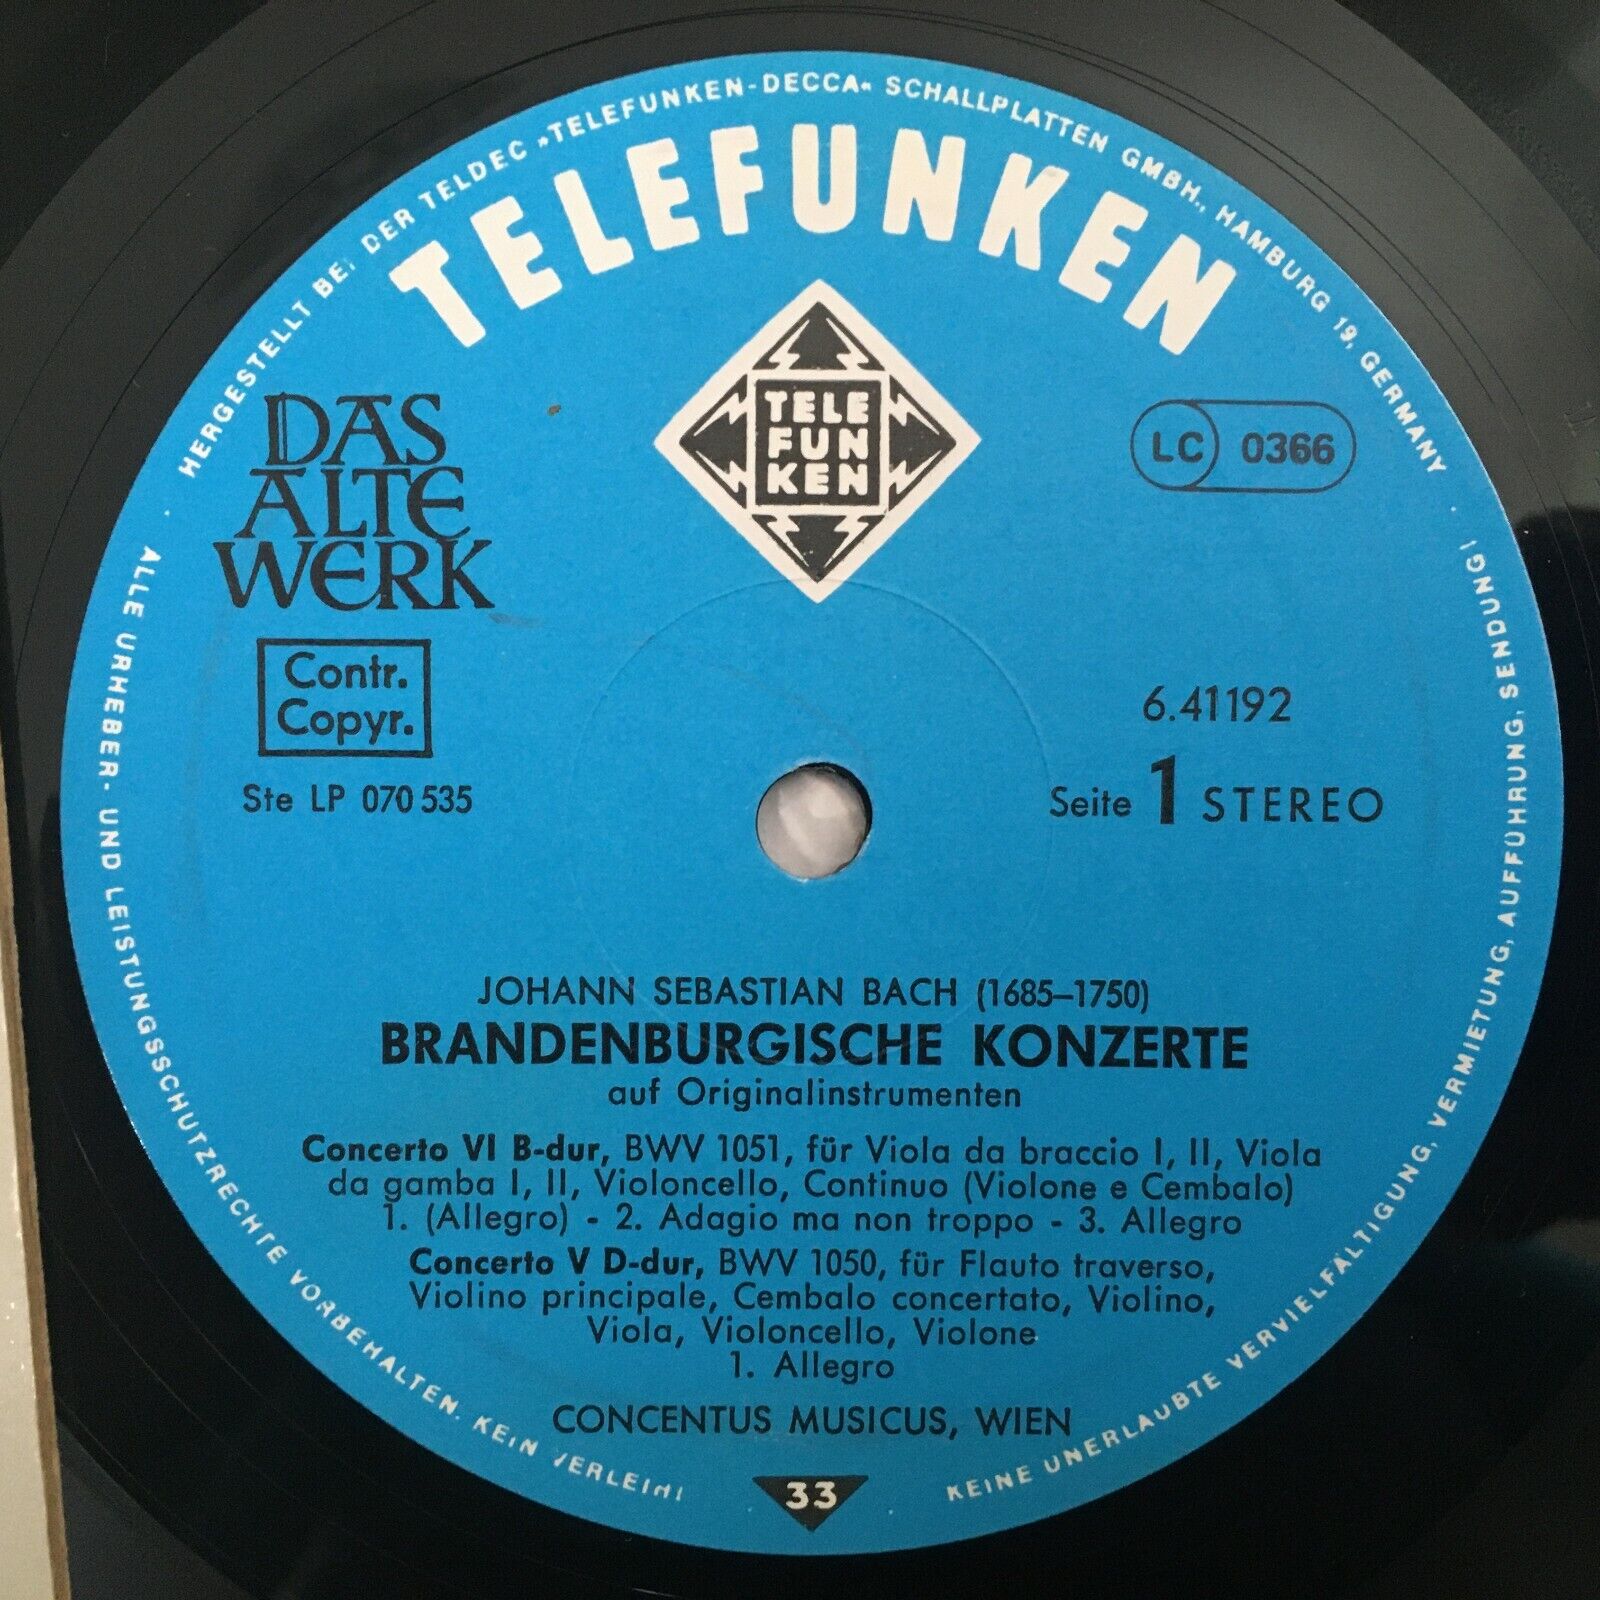 HERGESTELLT BEI DER TELDEC »TELEFUNKEN-DECCA« SCHALLPLATTEN GMBH., HAMBURG 19, GERMANY
TELEFUNKEN
TELE
FUN
KEN
DAS
ALTE
WERK
LC 0366
Contr.
Copyr.
Ste LP 070 535
6.41192
Seite 1 STEREO
JOHANN SEBASTIAN BACH (1685–1750)
BRANDENBURGISCHE KONZERTE
auf Originalinstrumenten
Concerto VI B-dur, BWV 1051, für Viola da braccio I, II, Viola
da gamba I, II, Violoncello, Continuo (Violone e Cembalo)
1. (Allegro) - 2. Adagio ma non troppo - 3. Allegro
Concerto V D-dur, BWV 1050, für Flauto traverso,
Violino principale, Cembalo concertato, Violino,
Viola, Violoncello, Violone
1. Allegro
CONCENTUS MUSICUS, WIEN
33
ALLE URHEBER- UND LEISTUNGSSCHUTZRECHTE VORBEHALTEN. KEIN VERLEIH!
KEINE UNERLAUBTE VERVIELFÄLTIGUNG, VERMIETUNG, AUFFÜHRUNG, SENDUNG!